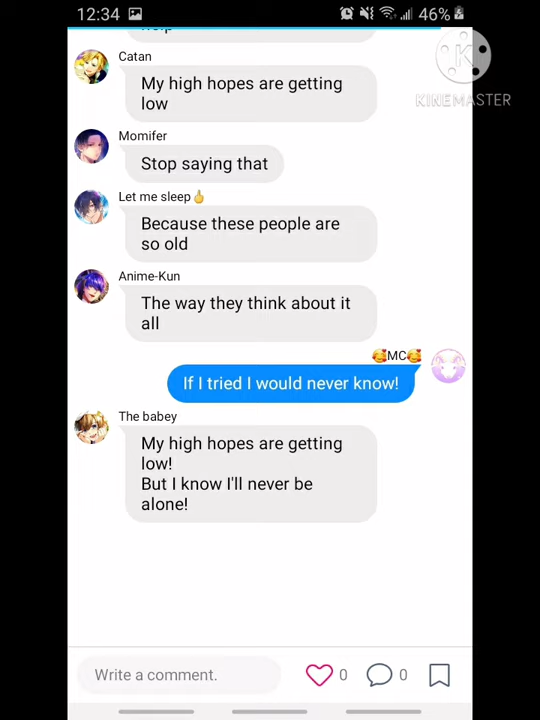 12:34
46%
help
KINEMASTER
Catan
My high hopes are getting
low
Momifer
Stop saying that
Let me sleep🖕
Because these people are
so old
Anime-Kun
The way they think about it
all
🥰MC🥰
If I tried I would never know!
The babey
My high hopes are getting
low!
But I know I'll never be
alone!
Write a comment.
0
0